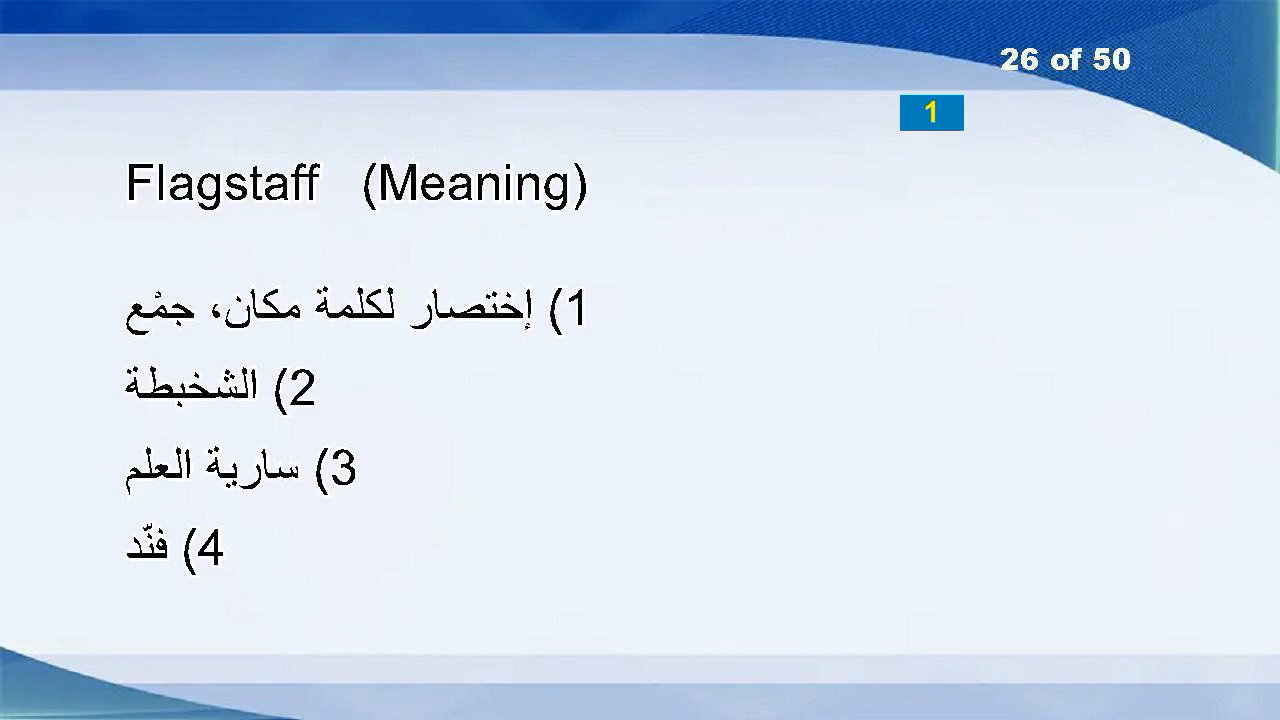 26 of 50
1
Flagstaff (Meaning)
1) إختصار لكلمة مكان، جمْع
2) الشخبطة
3) سارية العلم
4) فنّد